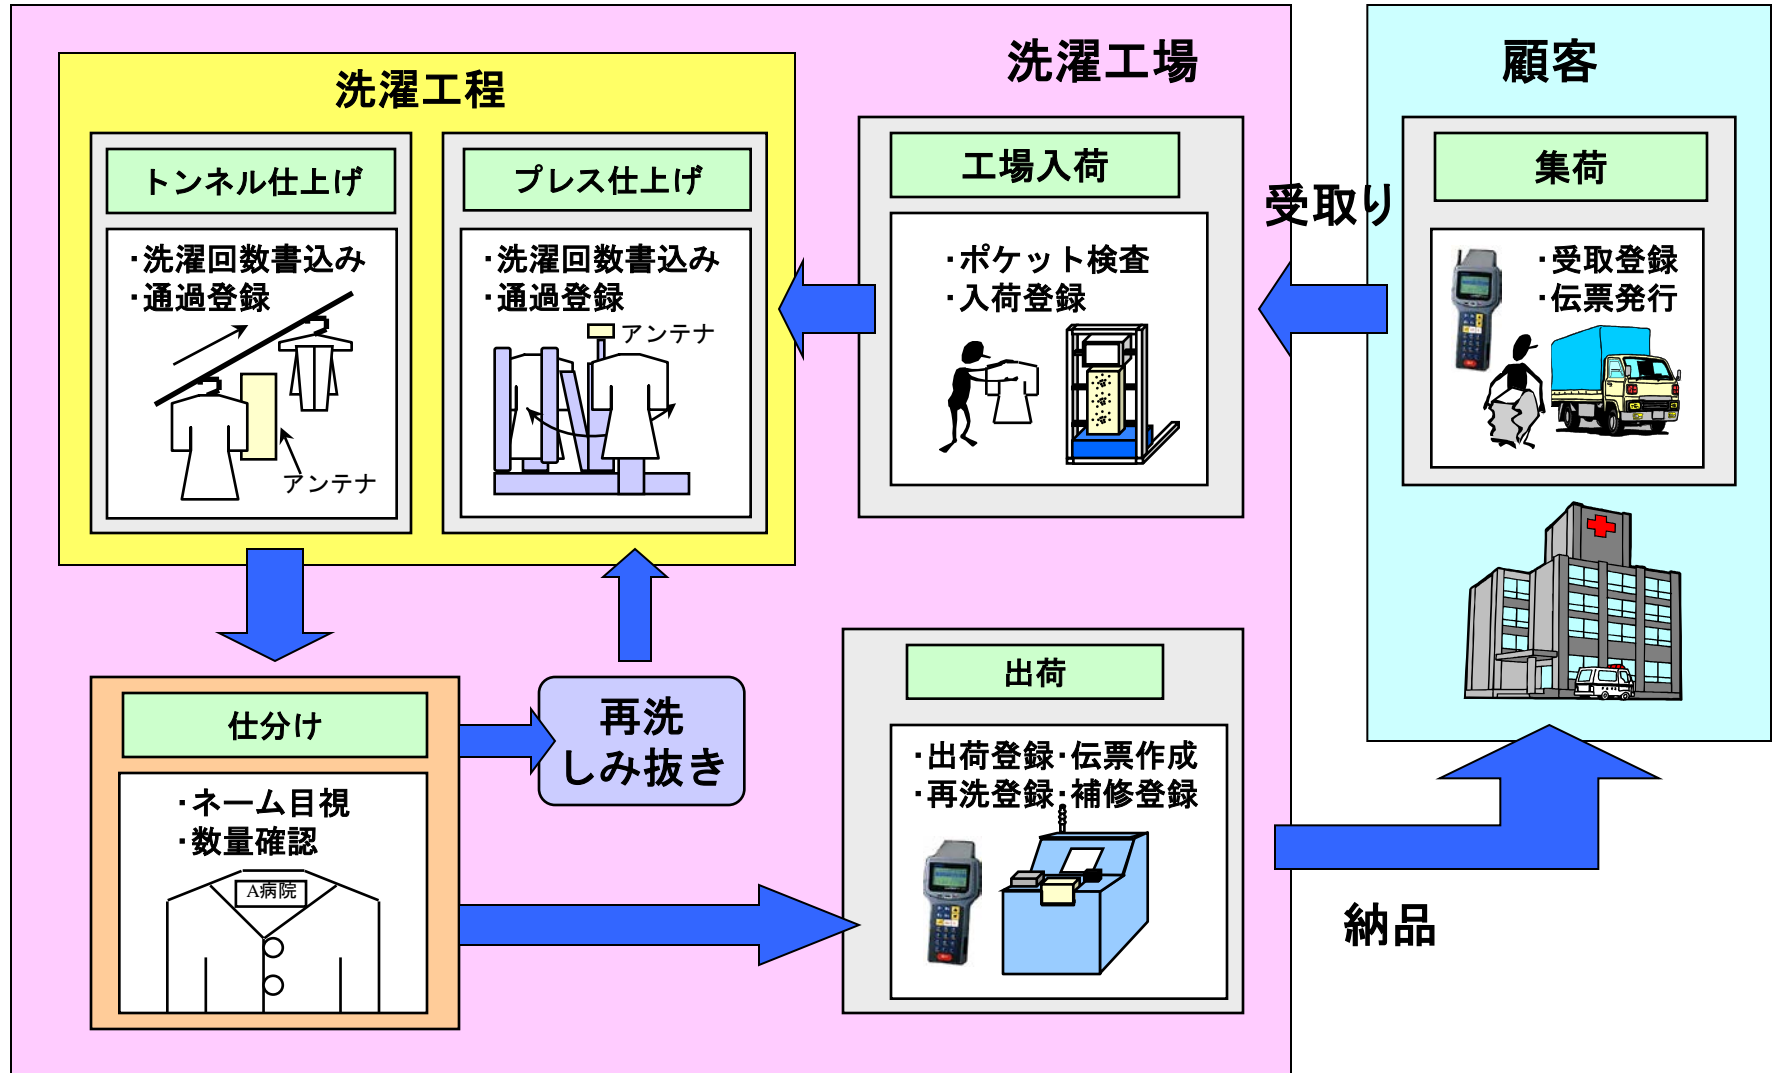 洗濯工場
顧客
洗濯工程
トンネル仕上げ
・洗濯回数書込み
・通過登録
アンテナ
プレス仕上げ
・洗濯回数書込み
・通過登録
アンテナ
工場入荷
・ポケット検査
・入荷登録
受取り
集荷
・受取登録
・伝票発行
仕分け
・ネーム目視
・数量確認
A病院
再洗
しみ抜き
出荷
・出荷登録・伝票作成
・再洗登録・補修登録
納品